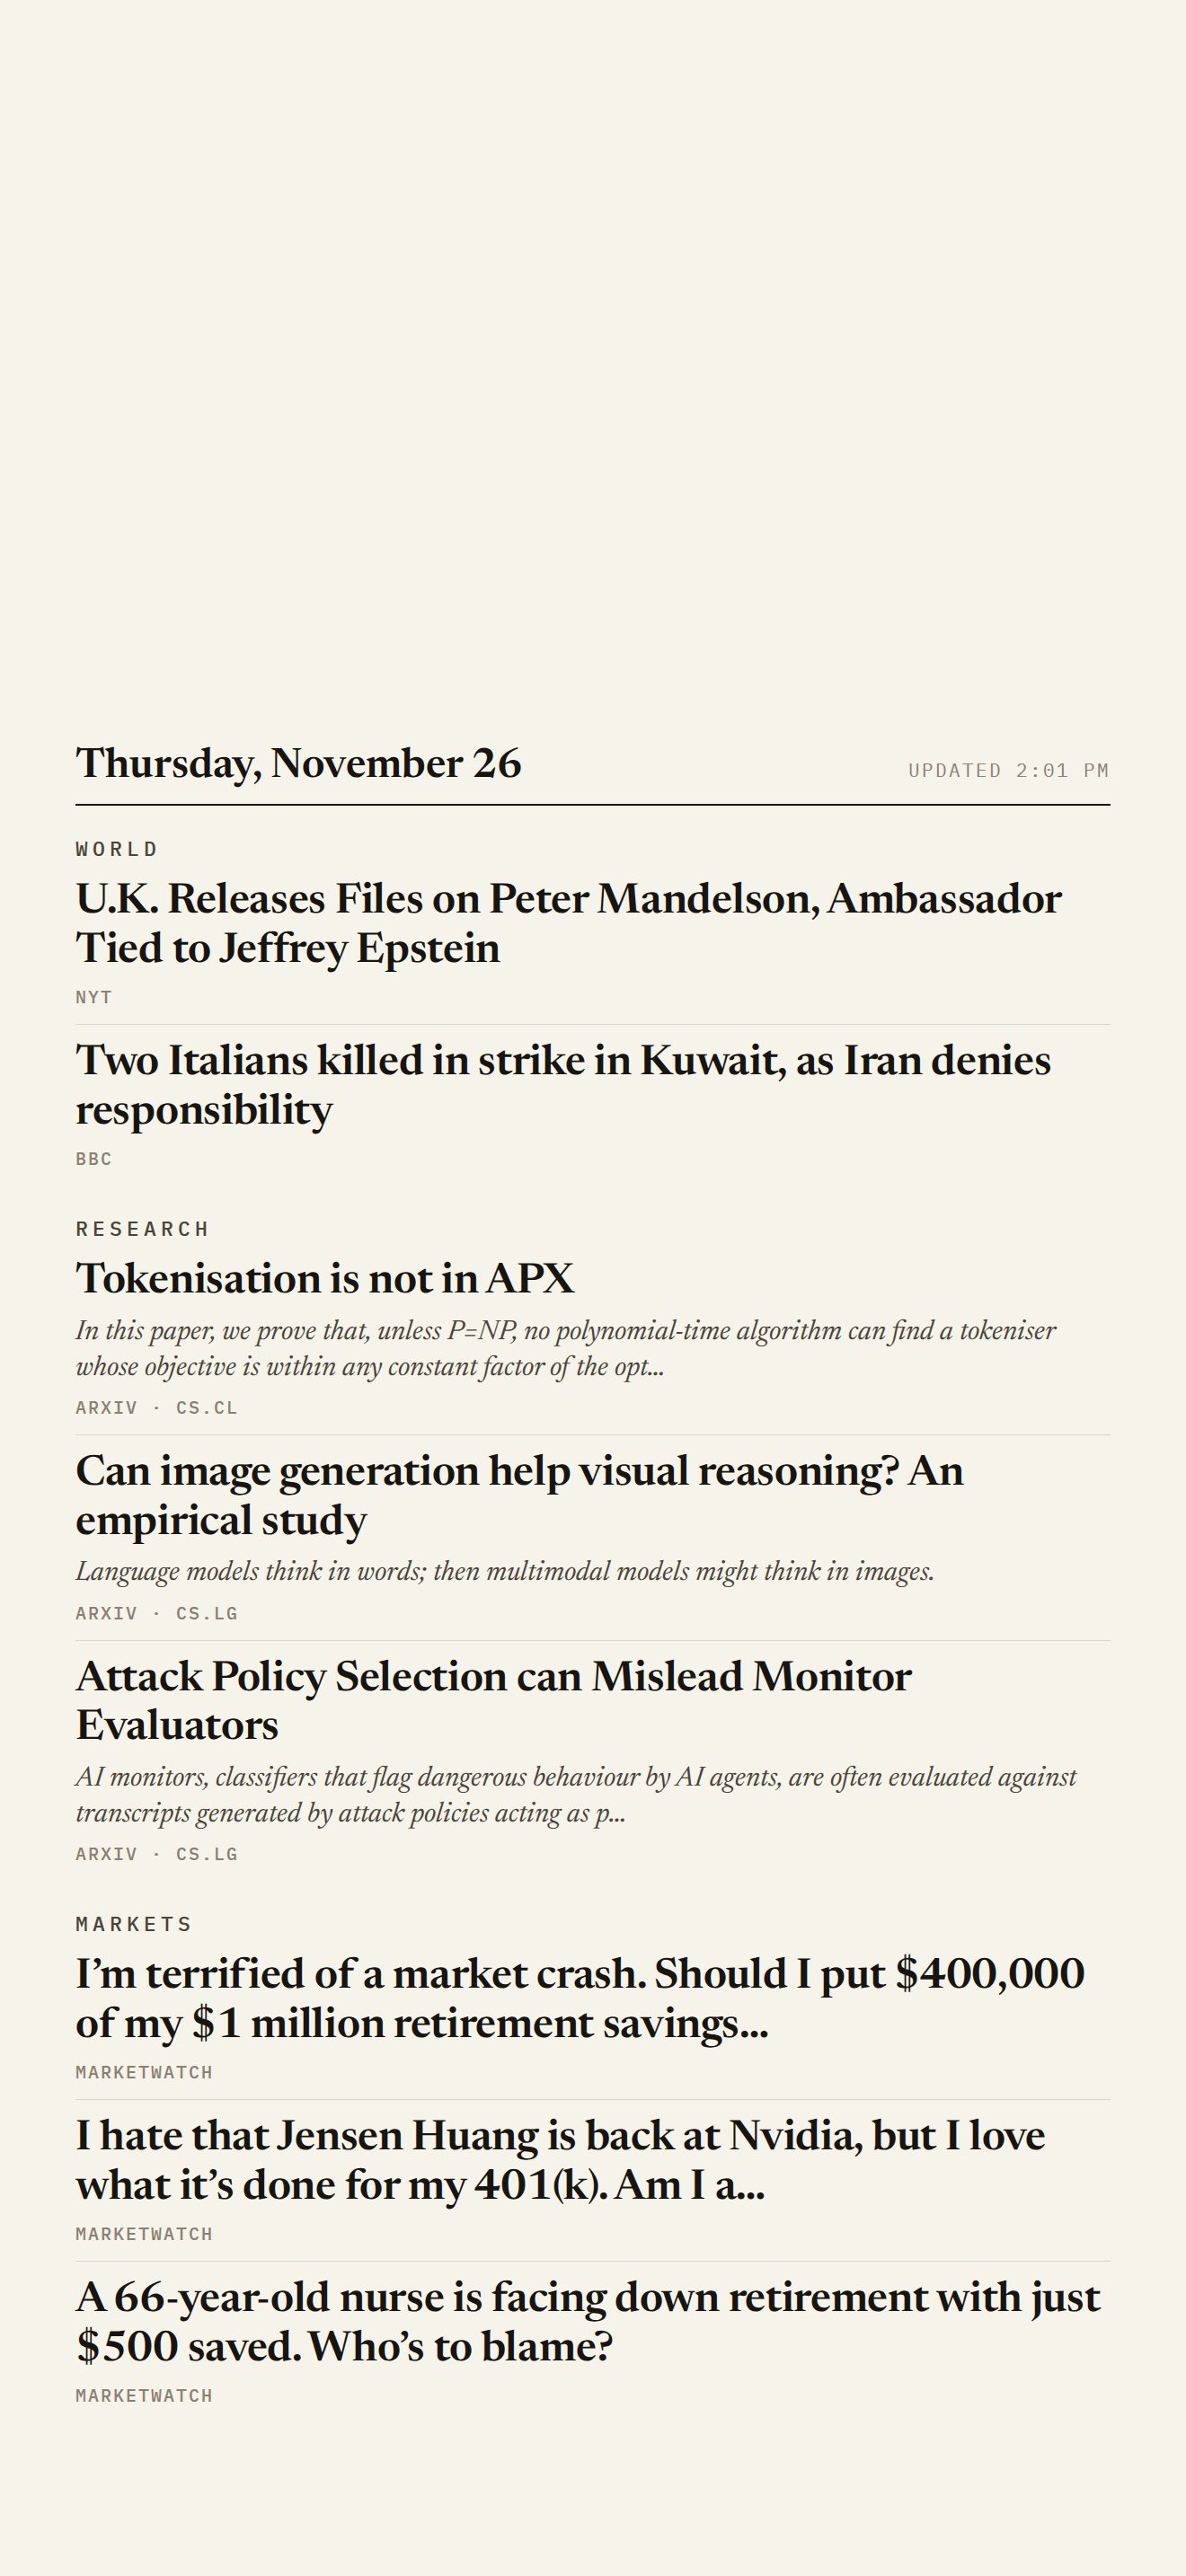 Thursday, November 26
UPDATED 2:01 PM
WORLD
U.K. Releases Files on Peter Mandelson, Ambassador
Tied to Jeffrey Epstein
NYT
Two Italians killed in strike in Kuwait, as Iran denies
responsibility
BBC
RESEARCH
Tokenisation is not in APX
In this paper, we prove that, unless P=NP, no polynomial-time algorithm can find a tokeniser
whose objective is within any constant factor of the opt...
ARXIV · CS.CL
Can image generation help visual reasoning? An
empirical study
Language models think in words; then multimodal models might think in images.
ARXIV · CS.LG
Attack Policy Selection can Mislead Monitor
Evaluators
AI monitors, classifiers that flag dangerous behaviour by AI agents, are often evaluated against
transcripts generated by attack policies acting as p...
ARXIV · CS.LG
MARKETS
I’m terrified of a market crash. Should I put $400,000
of my $1 million retirement savings...
MARKETWATCH
I hate that Jensen Huang is back at Nvidia, but I love
what it’s done for my 401(k). Am I a...
MARKETWATCH
A 66-year-old nurse is facing down retirement with just
$500 saved. Who’s to blame?
MARKETWATCH